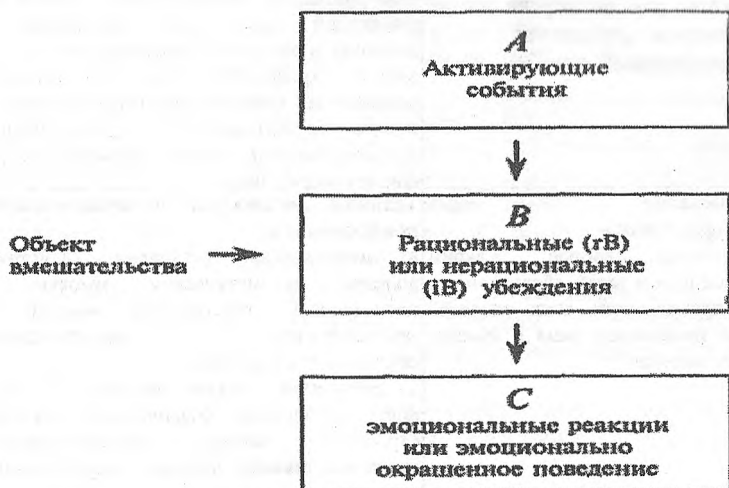 A
Активирующие
события
Объект
вмешательства
B
Рациональные (rB)
или нерациональные
(iB) убеждения
C
эмоциональные реакции
или эмоционально
окрашенное поведение